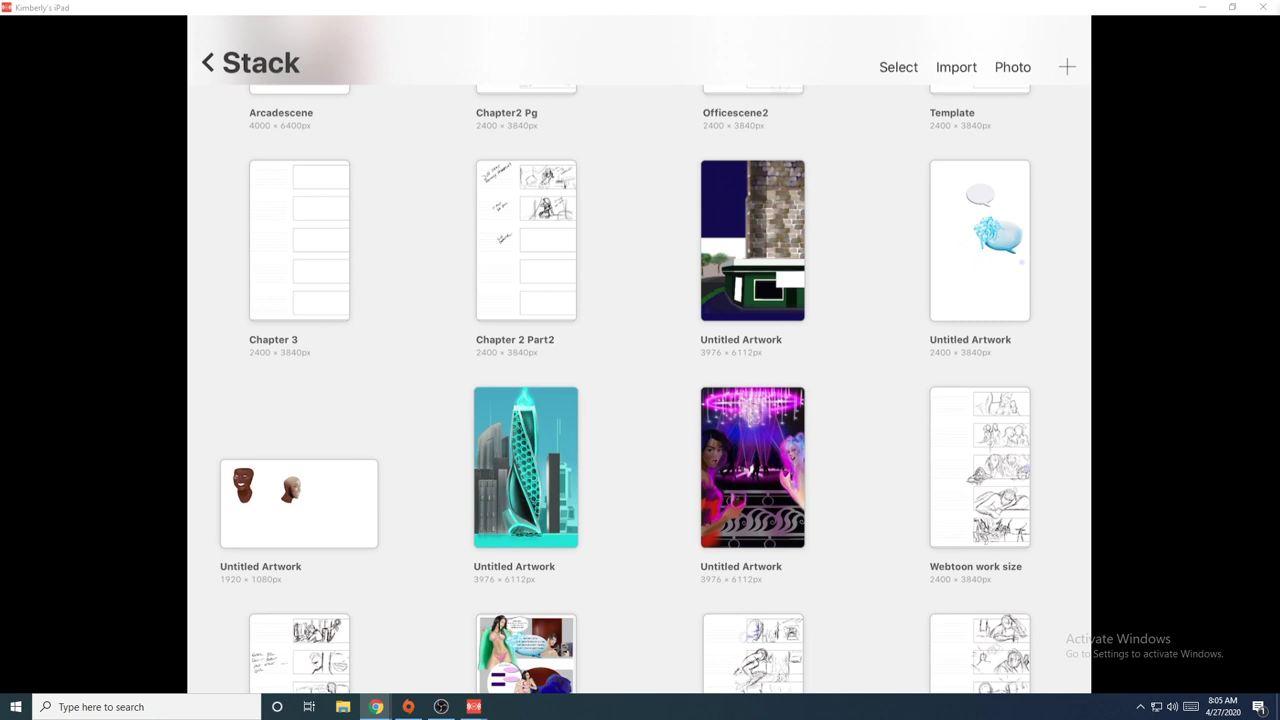 Kimberly's iPad
Stack
Select
Import
Photo
Arcadescene
4000 × 6400px
Chapter2 Pg
2400 × 3840px
Officescene2
2400 × 3840px
Template
2400 × 3840px
Chapter 3
2400 × 3840px
Chapter 2 Part2
2400 × 3840px
Untitled Artwork
3976 × 6112px
Untitled Artwork
2400 × 3840px
Untitled Artwork
1920 × 1080px
Untitled Artwork
3976 × 6112px
Untitled Artwork
3976 × 6112px
Webtoon work size
2400 × 3840px
Activate Windows
Go to Settings to activate Windows.
Type here to search
8:05 AM
4/27/2020